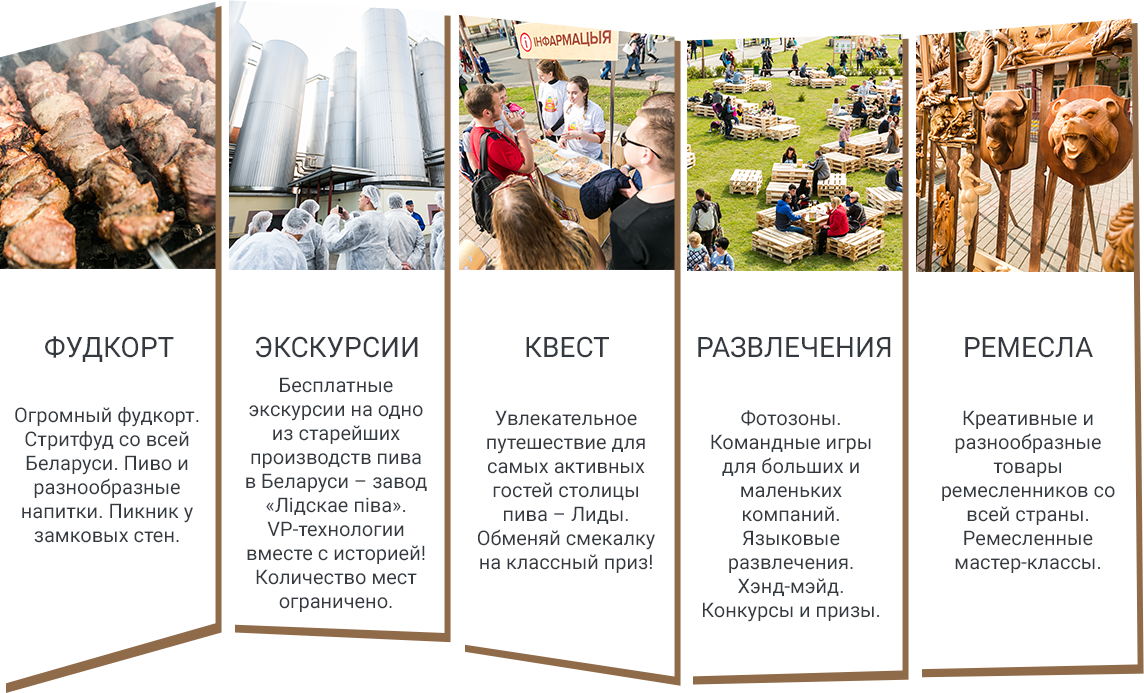 ІНФАРМАЦЫЯ
ФУДКОРТ
Огромный фудкорт.
Стритфуд со всей
Беларуси. Пиво и
разнообразные
напитки. Пикник у
замковых стен.
ЭКСКУРСИИ
Бесплатные
экскурсии на одно
из старейших
производств пива
в Беларуси – завод
«Лідскае піва».
VP-технологии
вместе с историей!
Количество мест
ограничено.
КВЕСТ
Увлекательное
путешествие для
самых активных
гостей столицы
пива – Лиды.
Обменяй смекалку
на классный приз!
РАЗВЛЕЧЕНИЯ
Фотозоны.
Командные игры
для больших и
маленьких
компаний.
Языковые
развлечения.
Хэнд-мэйд.
Конкурсы и призы.
РЕМЕСЛА
Креативные и
разнообразные
товары
ремесленников со
всей страны.
Ремесленные
мастер-классы.